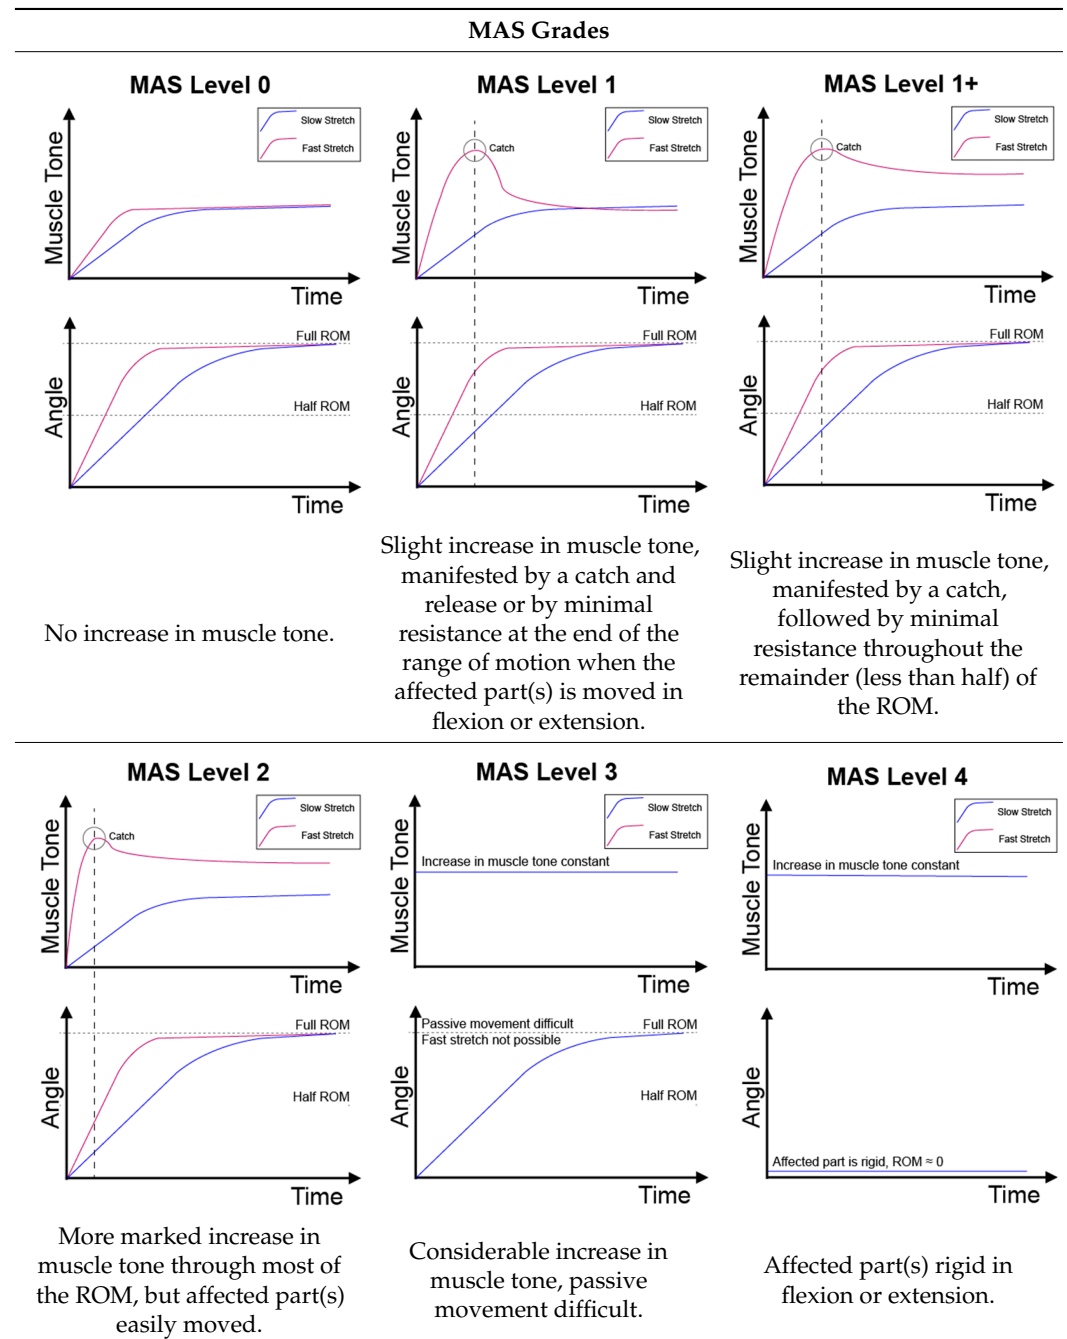 MAS Grades
MAS Level 0
Slow Stretch
Fast Stretch
Muscle Tone
Time
Full ROM
Half ROM
Angle
Time
No increase in muscle tone.
MAS Level 1
Catch
Slow Stretch
Fast Stretch
Muscle Tone
Time
Full ROM
Half ROM
Angle
Time
Slight increase in muscle tone,
manifested by a catch and
release or by minimal
resistance at the end of the
range of motion when the
affected part(s) is moved in
flexion or extension.
MAS Level 1+
Catch
Slow Stretch
Fast Stretch
Muscle Tone
Time
Full ROM
Half ROM
Angle
Time
Slight increase in muscle tone,
manifested by a catch,
followed by minimal
resistance throughout the
remainder (less than half) of
the ROM.
MAS Level 2
Catch
Slow Stretch
Fast Stretch
Muscle Tone
Time
Full ROM
Half ROM
Angle
Time
More marked increase in
muscle tone through most of
the ROM, but affected part(s)
easily moved.
MAS Level 3
Slow Stretch
Fast Stretch
Increase in muscle tone constant
Muscle Tone
Time
Passive movement difficult
Full ROM
Fast stretch not possible
Half ROM
Angle
Time
Considerable increase in
muscle tone, passive
movement difficult.
MAS Level 4
Slow Stretch
Fast Stretch
Increase in muscle tone constant
Muscle Tone
Time
Angle
Affected part is rigid, ROM ≈ 0
Time
Affected part(s) rigid in
flexion or extension.